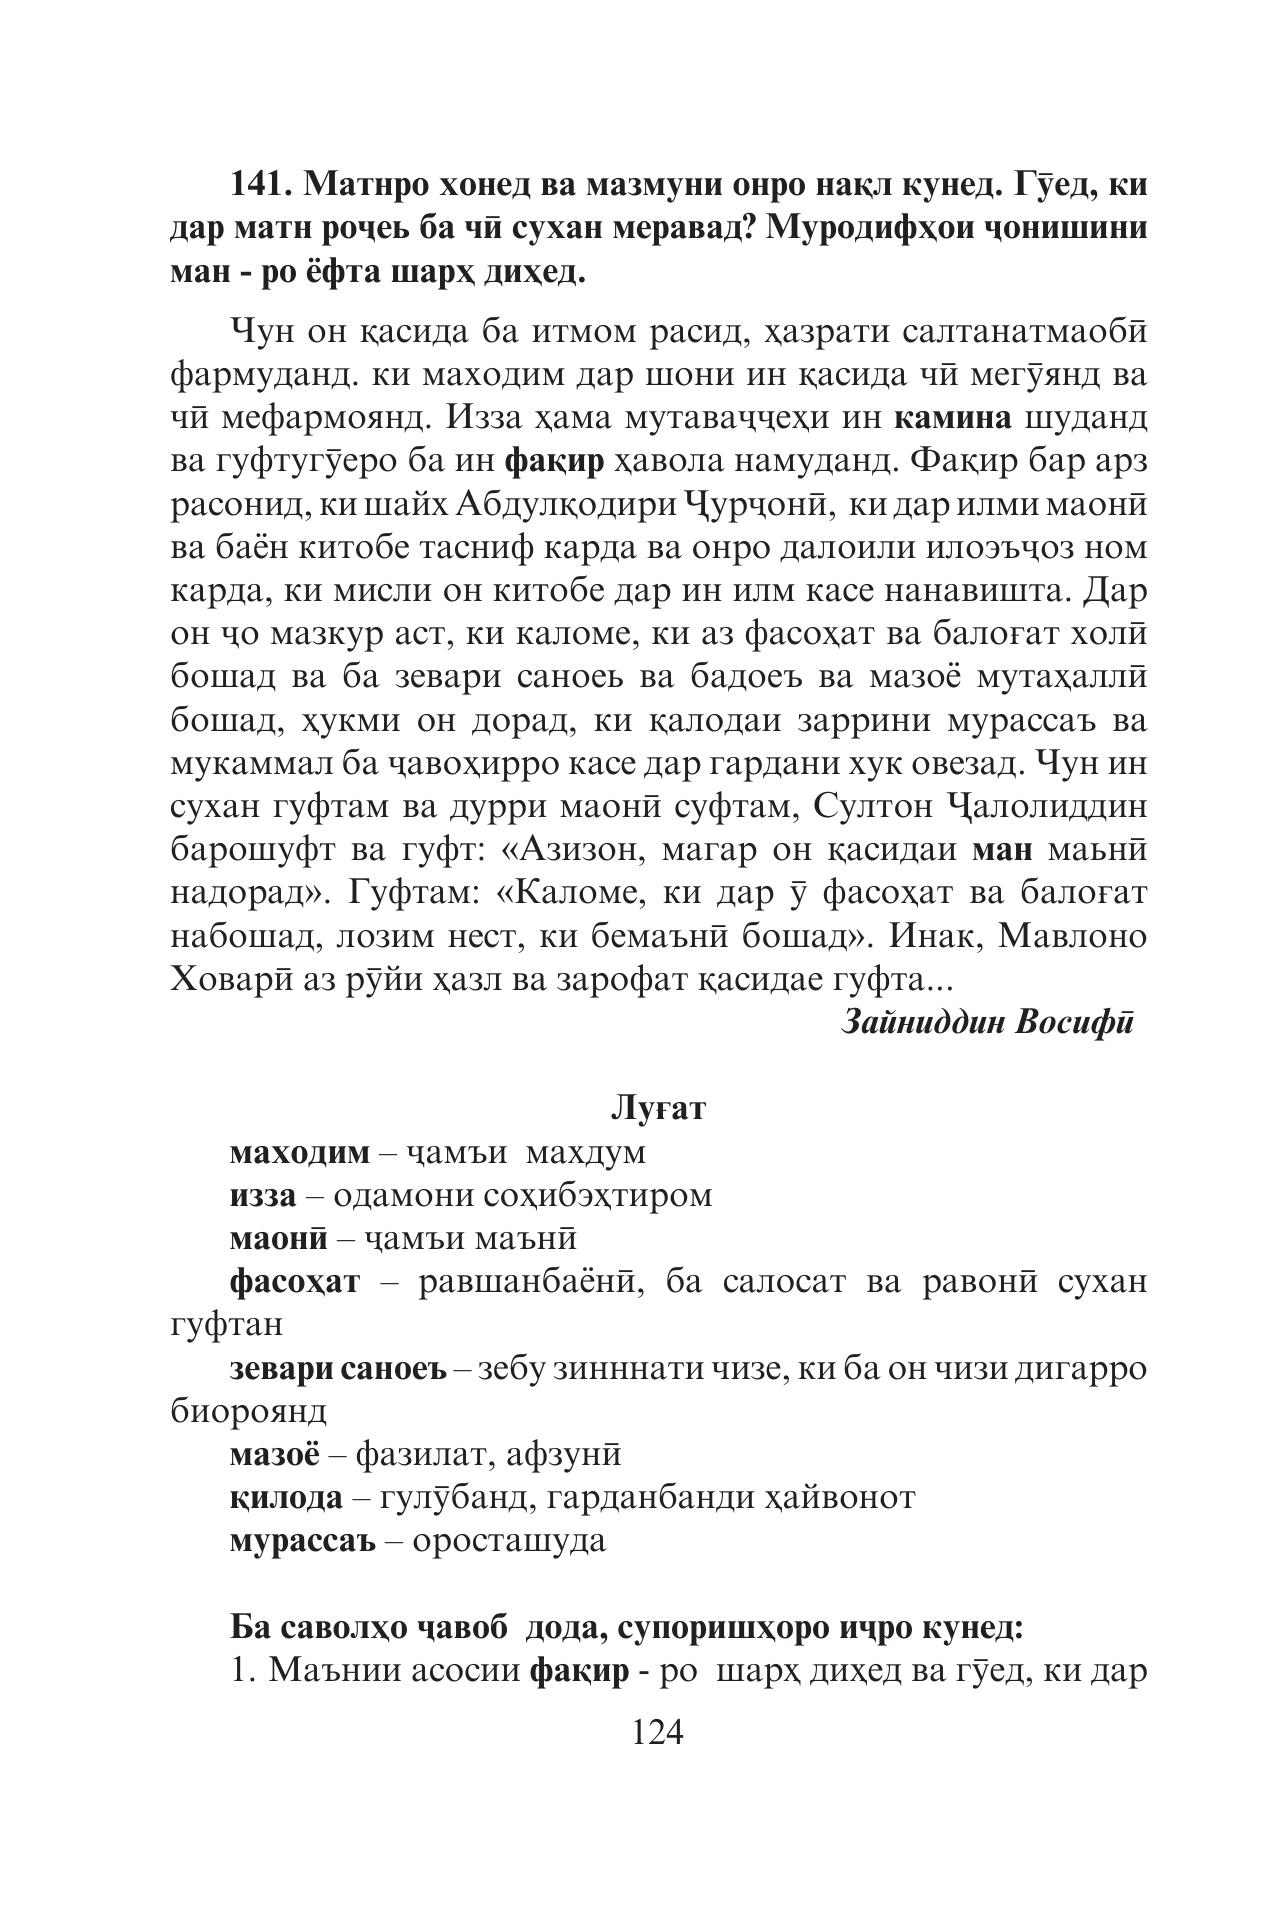 141. Матнро хонед ва мазмуни онро нақл кунед. Гӯед, ки
дар матн роҷеь ба чӣ сухан меравад? Муродифҳои ҷонишини
ман - ро ёфта шарҳ диҳед.
Чун он қасида ба итмом расид, ҳазрати салтанатмаобӣ
фармуданд. ки маходим дар шони ин қасида чӣ мегӯянд ва
чӣ мефармоянд. Изза ҳама мутаваҷҷеҳи ин камина шуданд
ва гуфтугӯеро ба ин фақир ҳавола намуданд. Фақир бар арз
расонид, ки шайх Абдулқодири Ҷурҷонӣ, ки дар илми маонӣ
ва баён китобе тасниф карда ва онро далоили илоэъҷоз ном
карда, ки мисли он китобе дар ин илм касе нанавишта. Дар
он ҷо мазкур аст, ки каломе, ки аз фасоҳат ва балоғат холӣ
бошад ва ба зевари саноеь ва бадоеъ ва мазоё мутаҳаллӣ
бошад, ҳукми он дорад, ки қалодаи заррини мурассаъ ва
мукаммал ба ҷавоҳирро касе дар гардани хук овезад. Чун ин
сухан гуфтам ва дурри маонӣ суфтам, Султон Ҷалолиддин
барошуфт ва гуфт: «Азизон, магар он қасидаи ман маьнӣ
надорад». Гуфтам: «Каломе, ки дар ӯ фасоҳат ва балоғат
набошад, лозим нест, ки бемаънӣ бошад». Инак, Мавлоно
Ховарӣ аз рӯйи ҳазл ва зарофат қасидае гуфта...
Зайниддин Восифӣ
Луғат
маходим – ҷамъи махдум
изза – одамони соҳибэҳтиром
маонӣ – ҷамъи маънӣ
фасоҳат – равшанбаёнӣ, ба салосат ва равонӣ сухан
гуфтан
зевари саноеъ – зебу зинннати чизе, ки ба он чизи дигарро
биороянд
мазоё – фазилат, афзунӣ
қилода – гулӯбанд, гарданбанди ҳайвонот
мурассаъ – оросташуда
Ба саволҳо ҷавоб дода, супоришҳоро иҷро кунед:
1. Маънии асосии фақир - ро шарҳ диҳед ва гӯед, ки дар
124